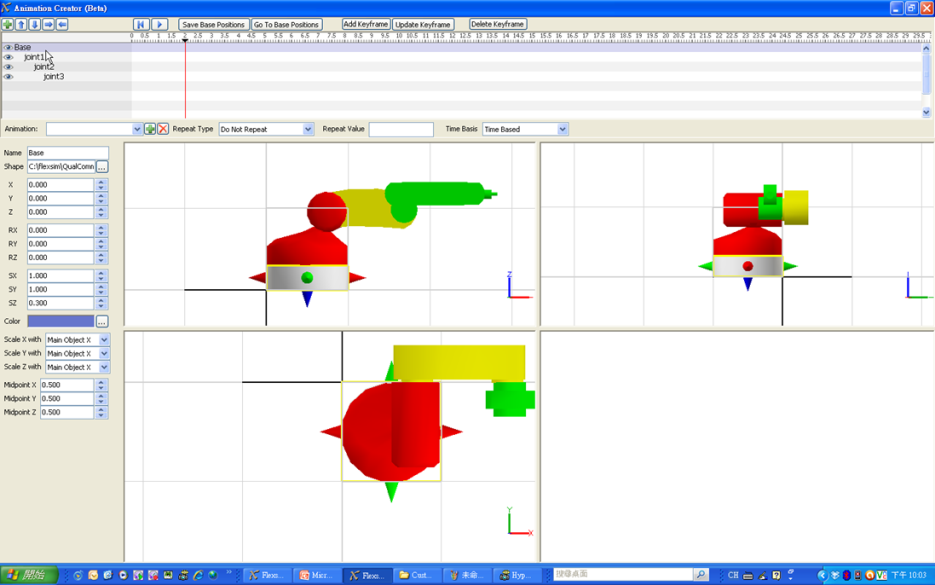 Animation Creator (Beta)
Save Base Positions Go To Base Positions Add Keyframe Update Keyframe Delete Keyframe
0 0.5 1 1.5 2 2.5 3 3.5 4 4.5 5 5.5 6 6.5 7 7.5 8 8.5 9 9.5 10 10.5 11 11.5 12 12.5 13 13.5 14 14.5 15 15.5 16 16.5 17 17.5 18 18.5 19 19.5 20 20.5 21 21.5 22 22.5 23 23.5 24 24.5 25 25.5 26 26.5 27 27.5 28 28.5 29 29.5
Base
joint1
joint2
joint3
Animation: Repeat Type Do Not Repeat Repeat Value Time Basis Time Based
Name Base
Shape C:\flexsim\QualComm ...
X 0.000
Y 0.000
Z 0.000
RX 0.000
RY 0.000
RZ 0.000
SX 1.000
SY 1.000
SZ 0.300
Color ...
Scale X with Main Object X
Scale Y with Main Object X
Scale Z with Main Object X
Midpoint X 0.500
Midpoint Y 0.500
Midpoint Z 0.500
Z
Y
X
開始 Flexn... Micr... Flexn... Cust... 未命... Hyp... 搜尋桌面 CH 下午 10:03